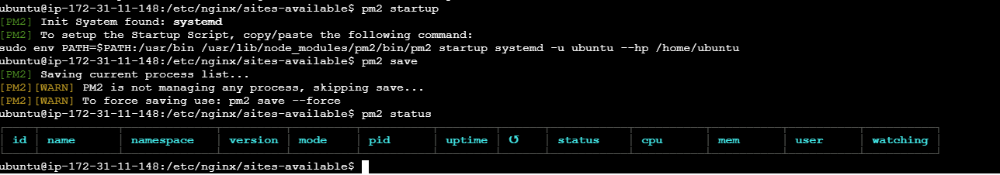 ubuntu@ip-172-31-11-148:/etc/nginx/sites-available$ pm2 startup
[PM2] Init System found: systemd
[PM2] To setup the Startup Script, copy/paste the following command:
sudo env PATH=$PATH:/usr/bin /usr/lib/node_modules/pm2/bin/pm2 startup systemd -u ubuntu --hp /home/ubuntu
ubuntu@ip-172-31-11-148:/etc/nginx/sites-available$ pm2 save
[PM2] Saving current process list...
[PM2][WARN] PM2 is not managing any process, skipping save...
[PM2][WARN] To force saving use: pm2 save --force
ubuntu@ip-172-31-11-148:/etc/nginx/sites-available$ pm2 status
id name namespace version mode pid uptime ↺ status cpu mem user watching
ubuntu@ip-172-31-11-148:/etc/nginx/sites-available$